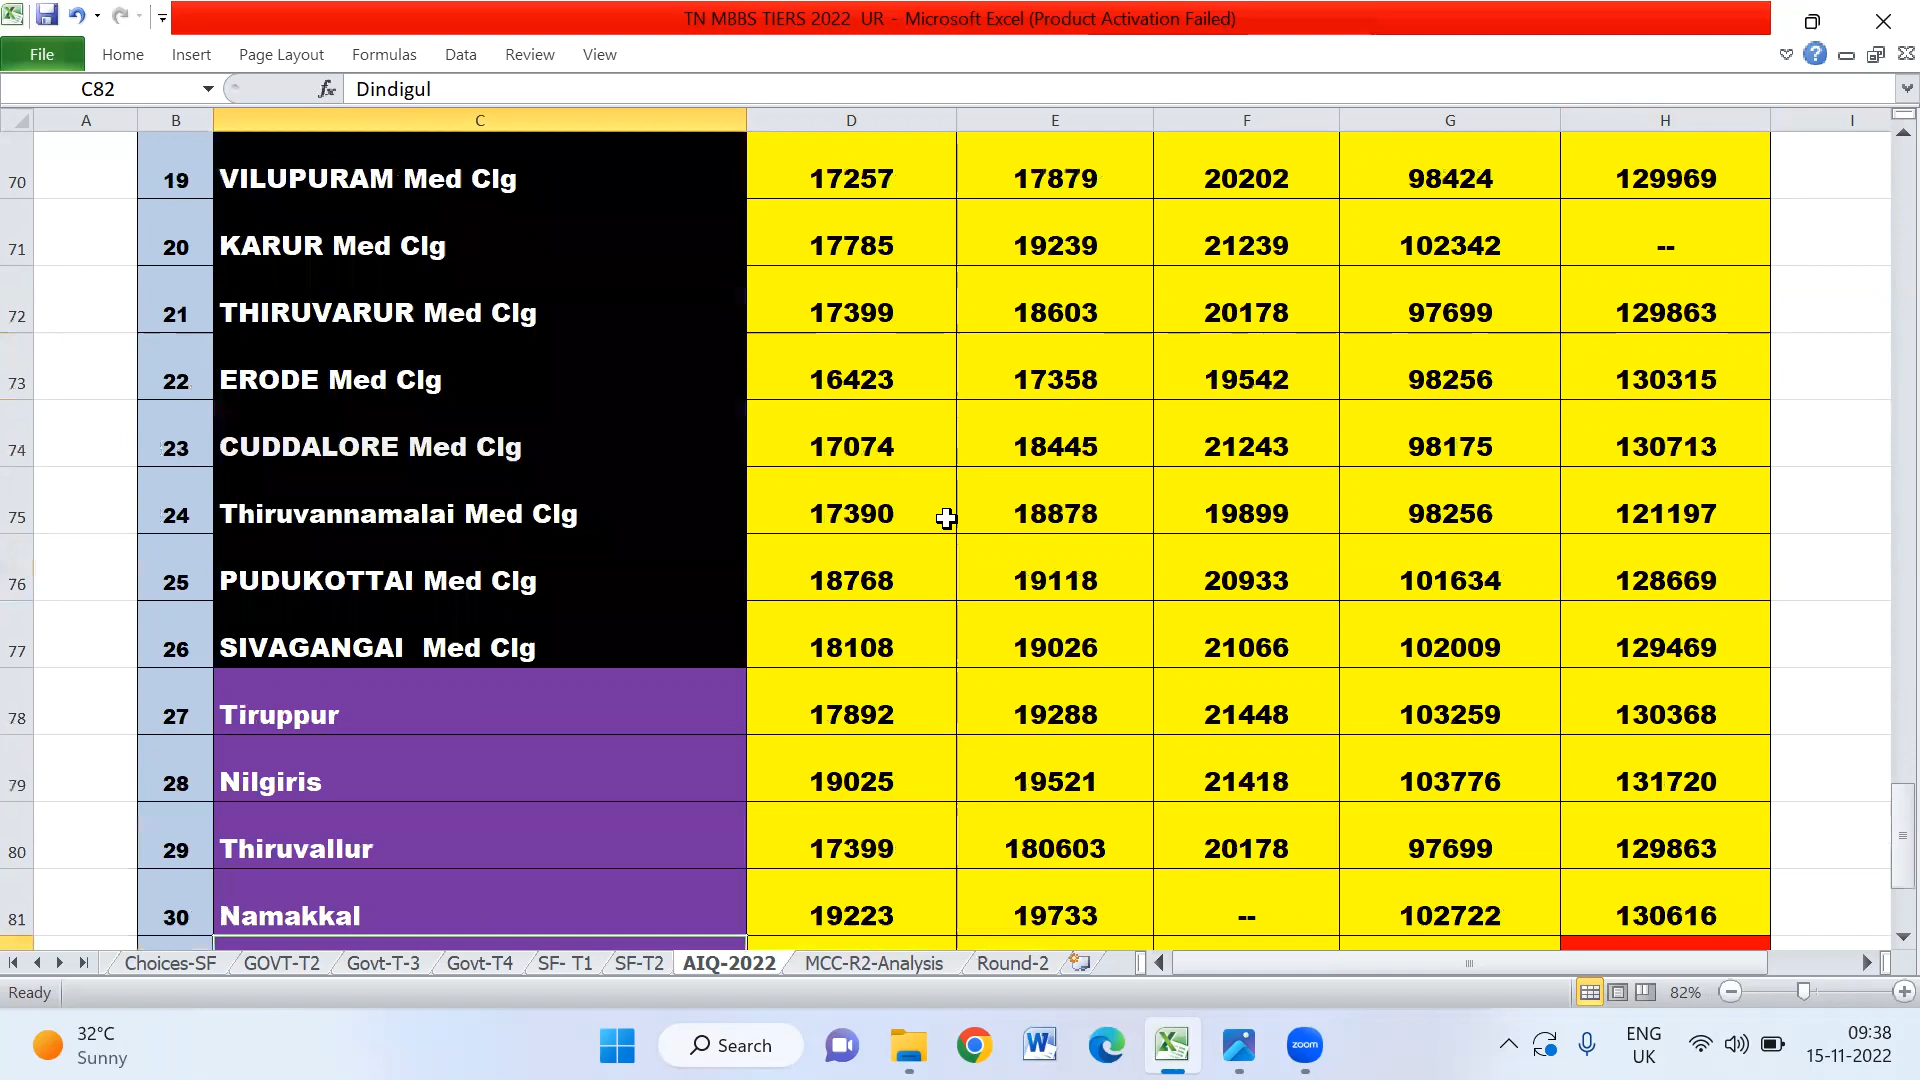 TN MBBS TIERS 2022 UR - Microsoft Excel (Product Activation Failed)
File Home Insert Page Layout Formulas Data Review View
C82 fx Dindigul
A B C D E F G H I
70 19 VILUPURAM Med Clg 17257 17879 20202 98424 129969
71 20 KARUR Med Clg 17785 19239 21239 102342 --
72 21 THIRUVARUR Med Clg 17399 18603 20178 97699 129863
73 22 ERODE Med Clg 16423 17358 19542 98256 130315
74 23 CUDDALORE Med Clg 17074 18445 21243 98175 130713
75 24 Thiruvannamalai Med Clg 17390 18878 19899 98256 121197
76 25 PUDUKOTTAI Med Clg 18768 19118 20933 101634 128669
77 26 SIVAGANGAI Med Clg 18108 19026 21066 102009 129469
78 27 Tiruppur 17892 19288 21448 103259 130368
79 28 Nilgiris 19025 19521 21418 103776 131720
80 29 Thiruvallur 17399 180603 20178 97699 129863
81 30 Namakkal 19223 19733 -- 102722 130616
Choices-SF GOVT-T2 Govt-T-3 Govt-T4 SF- T1 SF-T2 AIQ-2022 MCC-R2-Analysis Round-2
Ready 82%
32°C
Sunny
Search
zoom
ENG
UK
09:38
15-11-2022